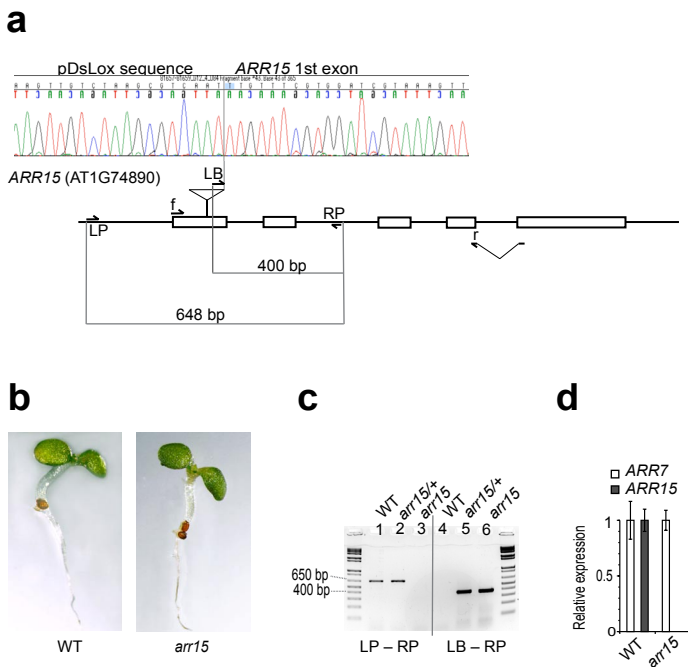 a
pDsLox sequence ARR15 1st exon
ARR15 (AT1G74890)
LB
f
LP
RP
r
400 bp
648 bp
b
WT
arr15
c
WT
arr15/+
arr15
WT
arr15/+
arr15
1 2 3 4 5 6
650 bp
400 bp
LP – RP
LB – RP
d
ARR7
ARR15
Relative expression
1
0.5
0
WT
arr15